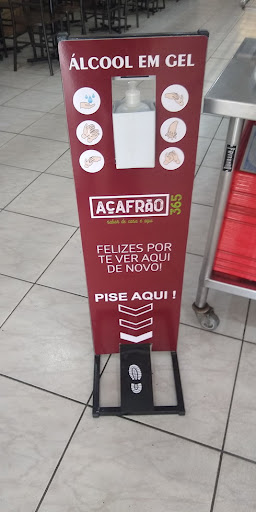 ÁLCOOL EM GEL
AÇAFRÃO
365
FELIZES POR
TE VER AQUI
DE NOVO!
PISE AQUI !